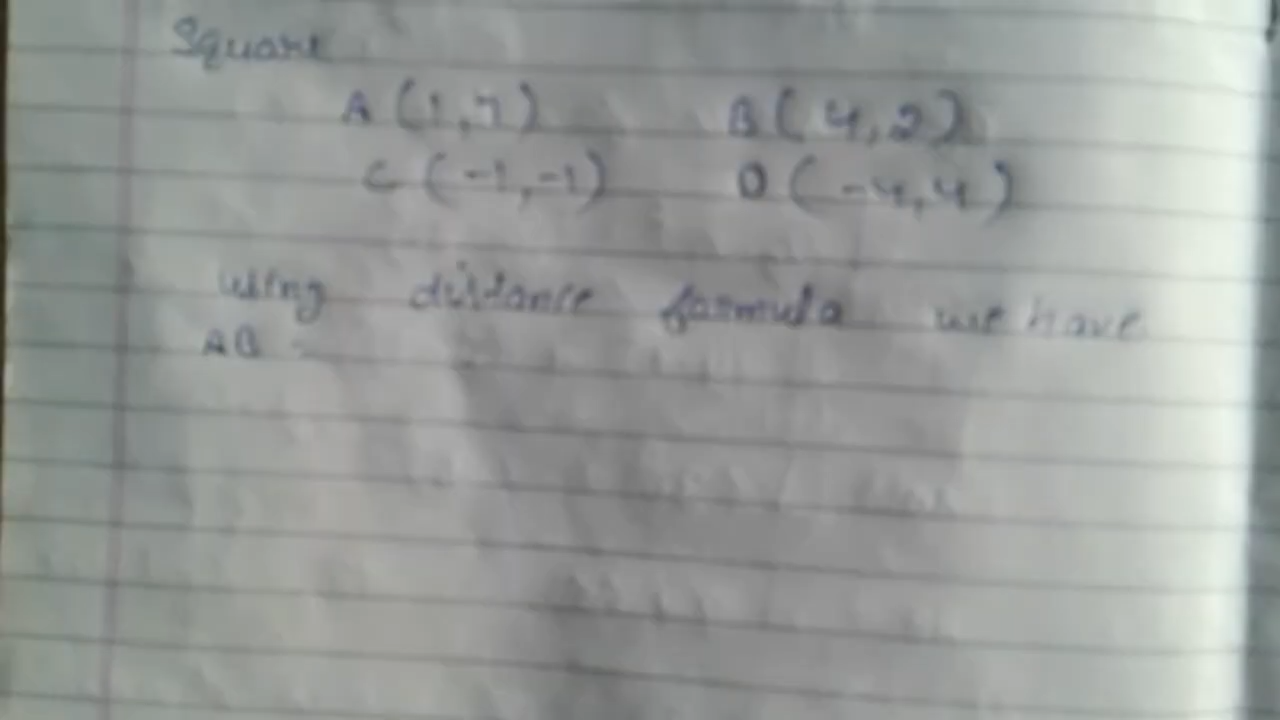 Square
A (1,7) B (4,2)
C (-1,-1) D (-4,4)
using distance formula we have
AB =